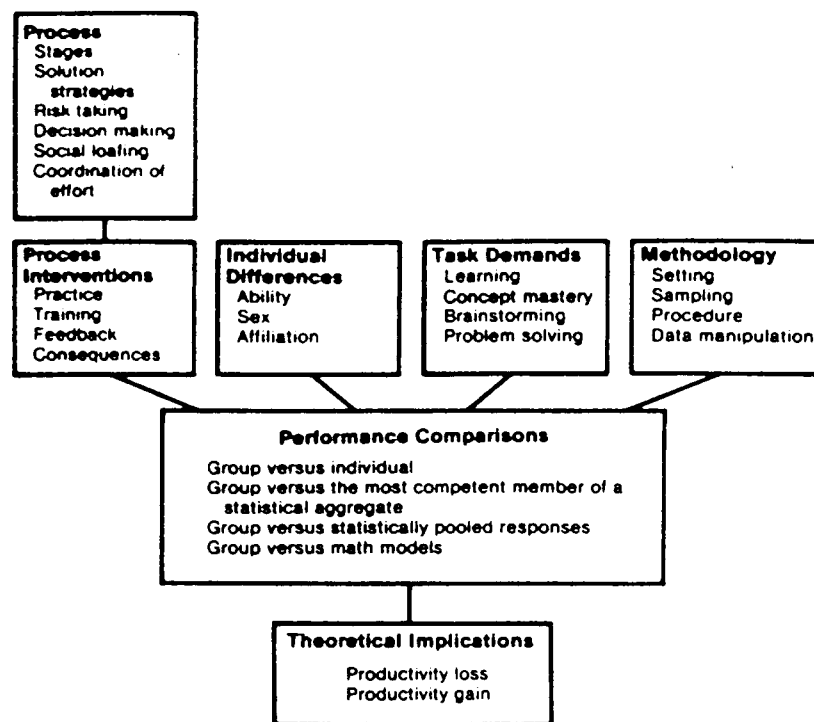 Process
Stages
Solution
strategies
Risk taking
Decision making
Social loafing
Coordination of
effort
Process
Interventions
Practice
Training
Feedback
Consequences
Individual
Differences
Ability
Sex
Affiliation
Task Demands
Learning
Concept mastery
Brainstorming
Problem solving
Methodology
Setting
Sampling
Procedure
Data manipulation
Performance Comparisons
Group versus individual
Group versus the most competent member of a
statistical aggregate
Group versus statistically pooled responses
Group versus math models
Theoretical Implications
Productivity loss
Productivity gain